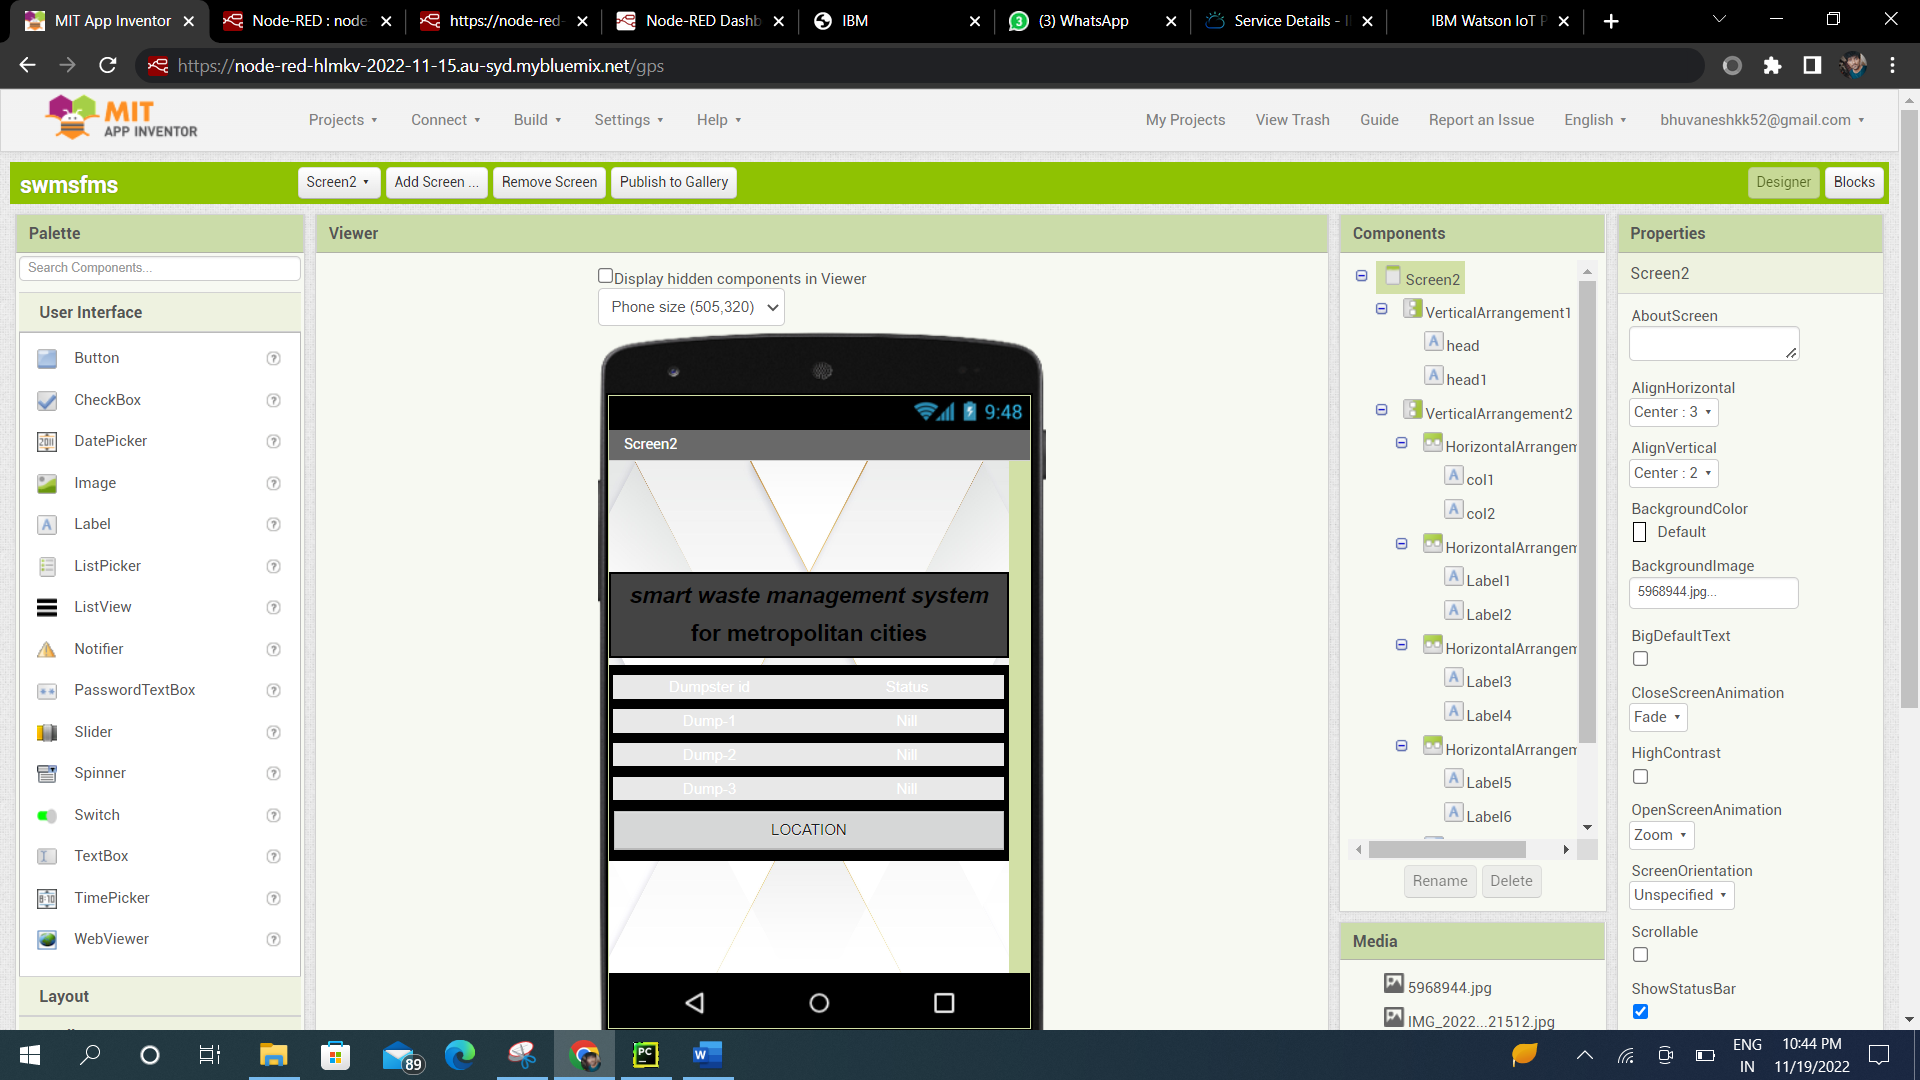 MIT App Inventor
Node-RED : node
https://node-red-
Node-RED Dashb
IBM
(3) WhatsApp
Service Details - I
IBM Watson IoT P
https://node-red-hlmkv-2022-11-15.au-syd.mybluemix.net/gps
MIT
APP INVENTOR
Projects
Connect
Build
Settings
Help
My Projects
View Trash
Guide
Report an Issue
English
bhuvaneshkk52@gmail.com
swmsfms
Screen2
Add Screen ...
Remove Screen
Publish to Gallery
Designer
Blocks
Palette
Search Components...
User Interface
Button
CheckBox
DatePicker
Image
Label
ListPicker
ListView
Notifier
PasswordTextBox
Slider
Spinner
Switch
TextBox
TimePicker
WebViewer
Layout
Viewer
Display hidden components in Viewer
Phone size (505,320)
9:48
Screen2
smart waste management system
for metropolitan cities
Dumpster id Status
Dump-1 Nill
Dump-2 Nill
Dump-3 Nill
LOCATION
Components
Screen2
VerticalArrangement1
head
head1
VerticalArrangement2
HorizontalArrangem
col1
col2
HorizontalArrangem
Label1
Label2
HorizontalArrangem
Label3
Label4
HorizontalArrangem
Label5
Label6
Rename
Delete
Media
5968944.jpg
IMG_2022...21512.jpg
Properties
Screen2
AboutScreen
AlignHorizontal
Center : 3
AlignVertical
Center : 2
BackgroundColor
Default
BackgroundImage
5968944.jpg...
BigDefaultText
CloseScreenAnimation
Fade
HighContrast
OpenScreenAnimation
Zoom
ScreenOrientation
Unspecified
Scrollable
ShowStatusBar
89
PC
W
ENG
IN
10:44 PM
11/19/2022